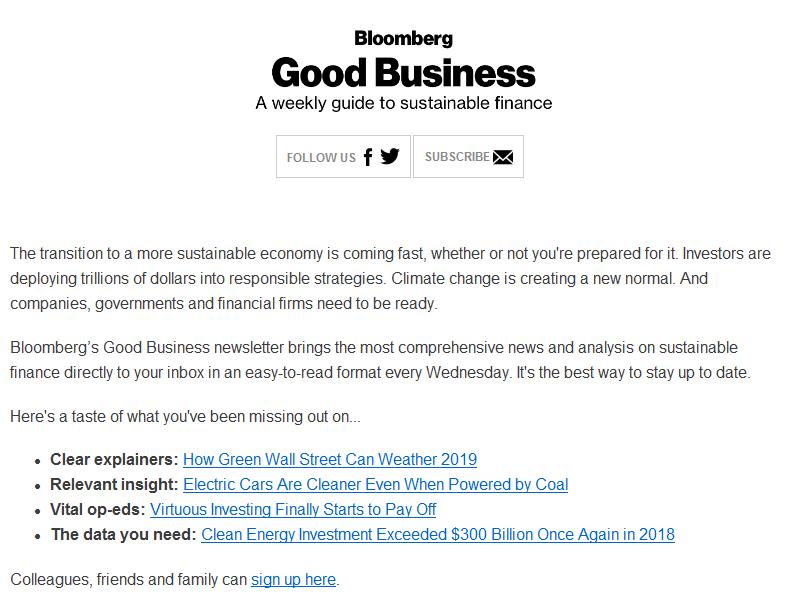 Bloomberg
Good Business
A weekly guide to sustainable finance
FOLLOW US
SUBSCRIBE
The transition to a more sustainable economy is coming fast, whether or not you're prepared for it. Investors are
deploying trillions of dollars into responsible strategies. Climate change is creating a new normal. And
companies, governments and financial firms need to be ready.
Bloomberg’s Good Business newsletter brings the most comprehensive news and analysis on sustainable
finance directly to your inbox in an easy-to-read format every Wednesday. It's the best way to stay up to date.
Here's a taste of what you've been missing out on...
• Clear explainers: How Green Wall Street Can Weather 2019
• Relevant insight: Electric Cars Are Cleaner Even When Powered by Coal
• Vital op-eds: Virtuous Investing Finally Starts to Pay Off
• The data you need: Clean Energy Investment Exceeded $300 Billion Once Again in 2018
Colleagues, friends and family can sign up here.